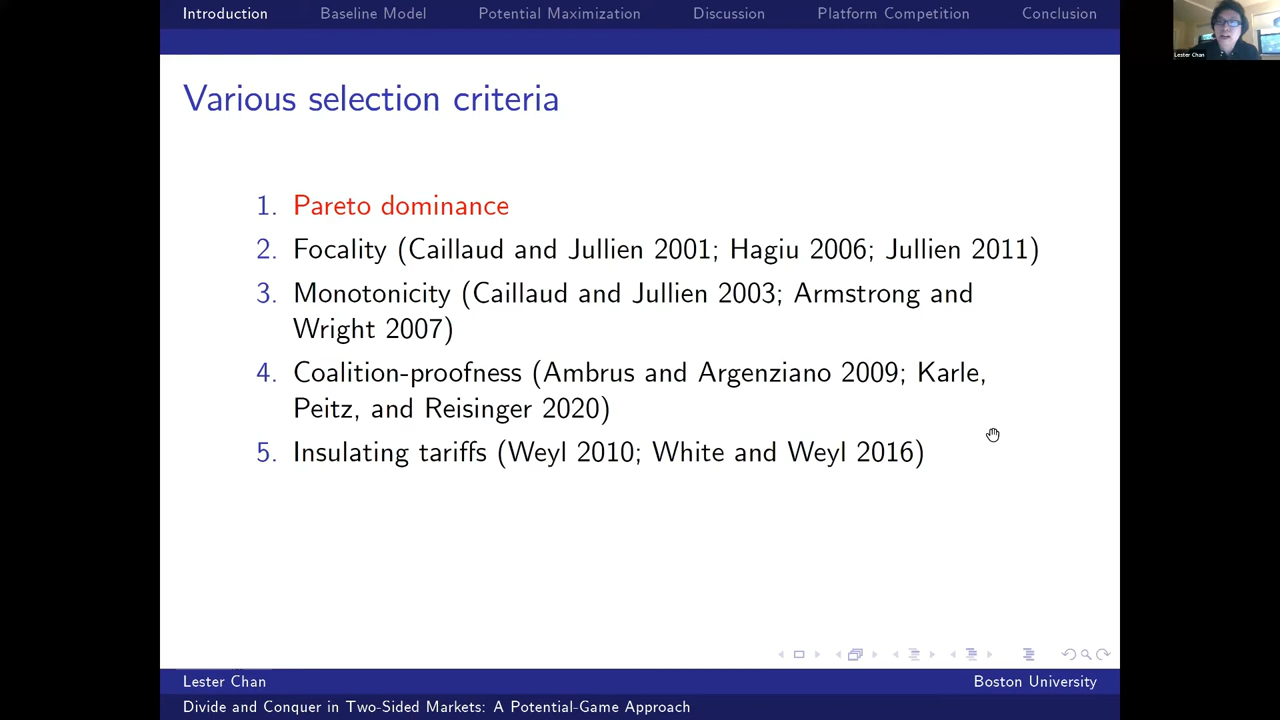 Introduction Baseline Model Potential Maximization Discussion Platform Competition Conclusion
Lester Chan
Various selection criteria
1. Pareto dominance
2. Focality (Caillaud and Jullien 2001; Hagiu 2006; Jullien 2011)
3. Monotonicity (Caillaud and Jullien 2003; Armstrong and
Wright 2007)
4. Coalition-proofness (Ambrus and Argenziano 2009; Karle,
Peitz, and Reisinger 2020)
5. Insulating tariffs (Weyl 2010; White and Weyl 2016)
Lester Chan Boston University
Divide and Conquer in Two-Sided Markets: A Potential-Game Approach